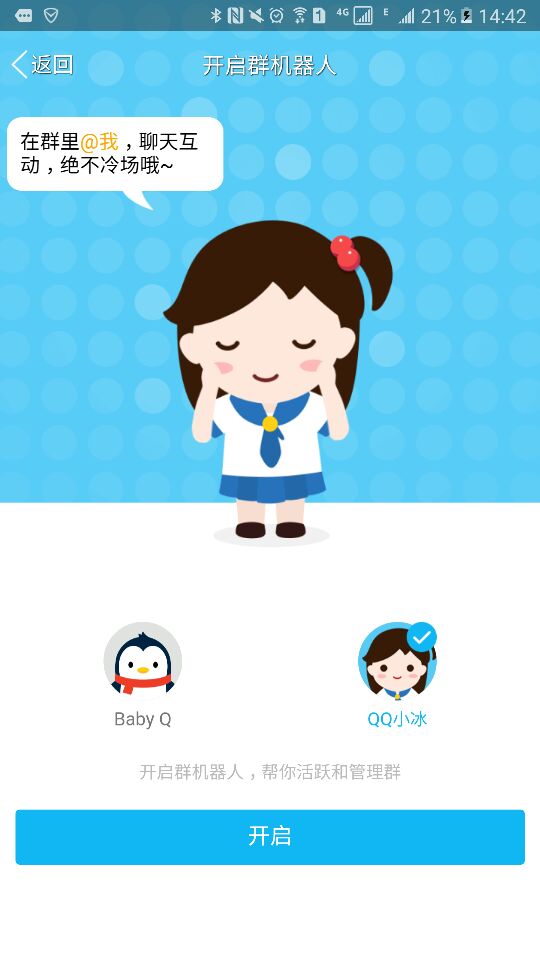 1 4G E 21% 14:42
返回 开启群机器人
在群里@我，聊天互
动，绝不冷场哦~
Baby Q QQ小冰
开启群机器人，帮你活跃和管理群
开启